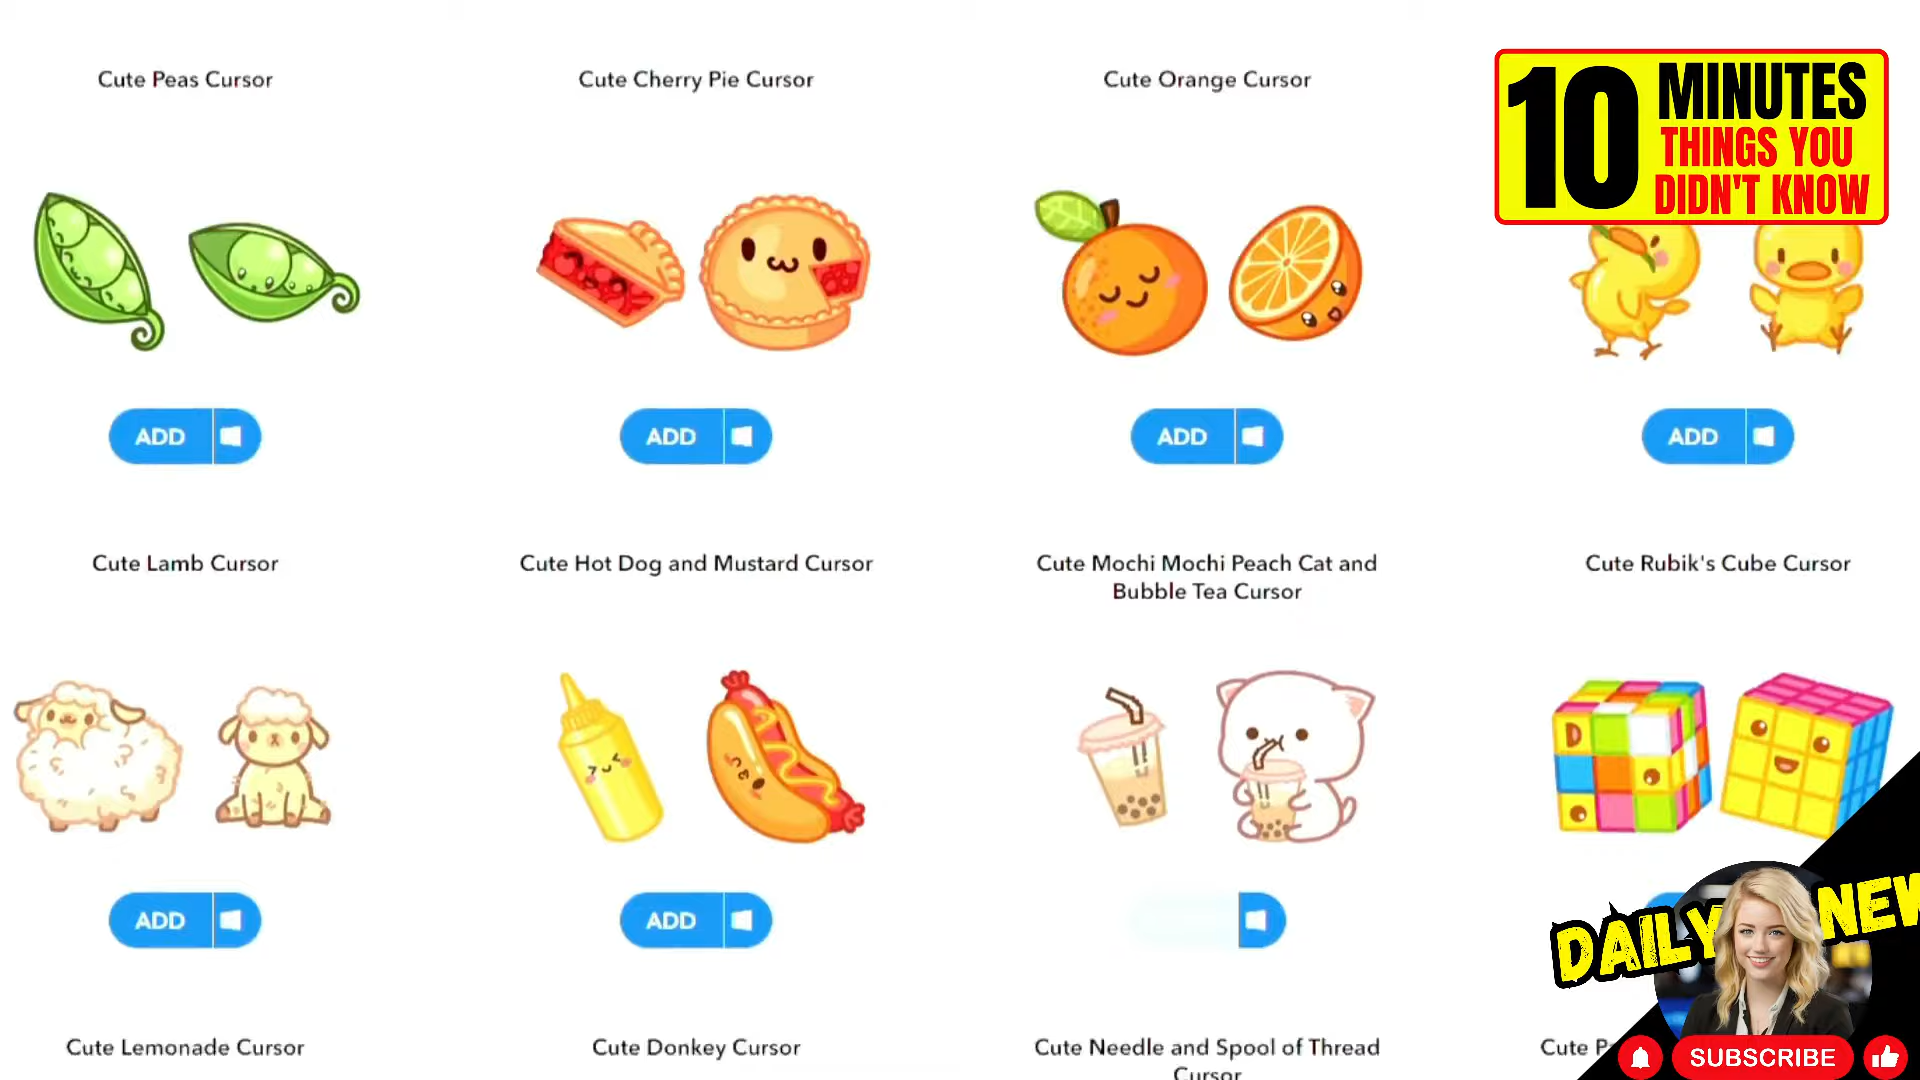 Cute Peas Cursor
Cute Cherry Pie Cursor
Cute Orange Cursor
10 MINUTES
THINGS YOU
DIDN'T KNOW
ADD
ADD
ADD
ADD
Cute Lamb Cursor
Cute Hot Dog and Mustard Cursor
Cute Mochi Mochi Peach Cat and
Bubble Tea Cursor
Cute Rubik's Cube Cursor
ADD
ADD
DAILY NEW
Cute Lemonade Cursor
Cute Donkey Cursor
Cute Needle and Spool of Thread
Cursor
Cute
SUBSCRIBE